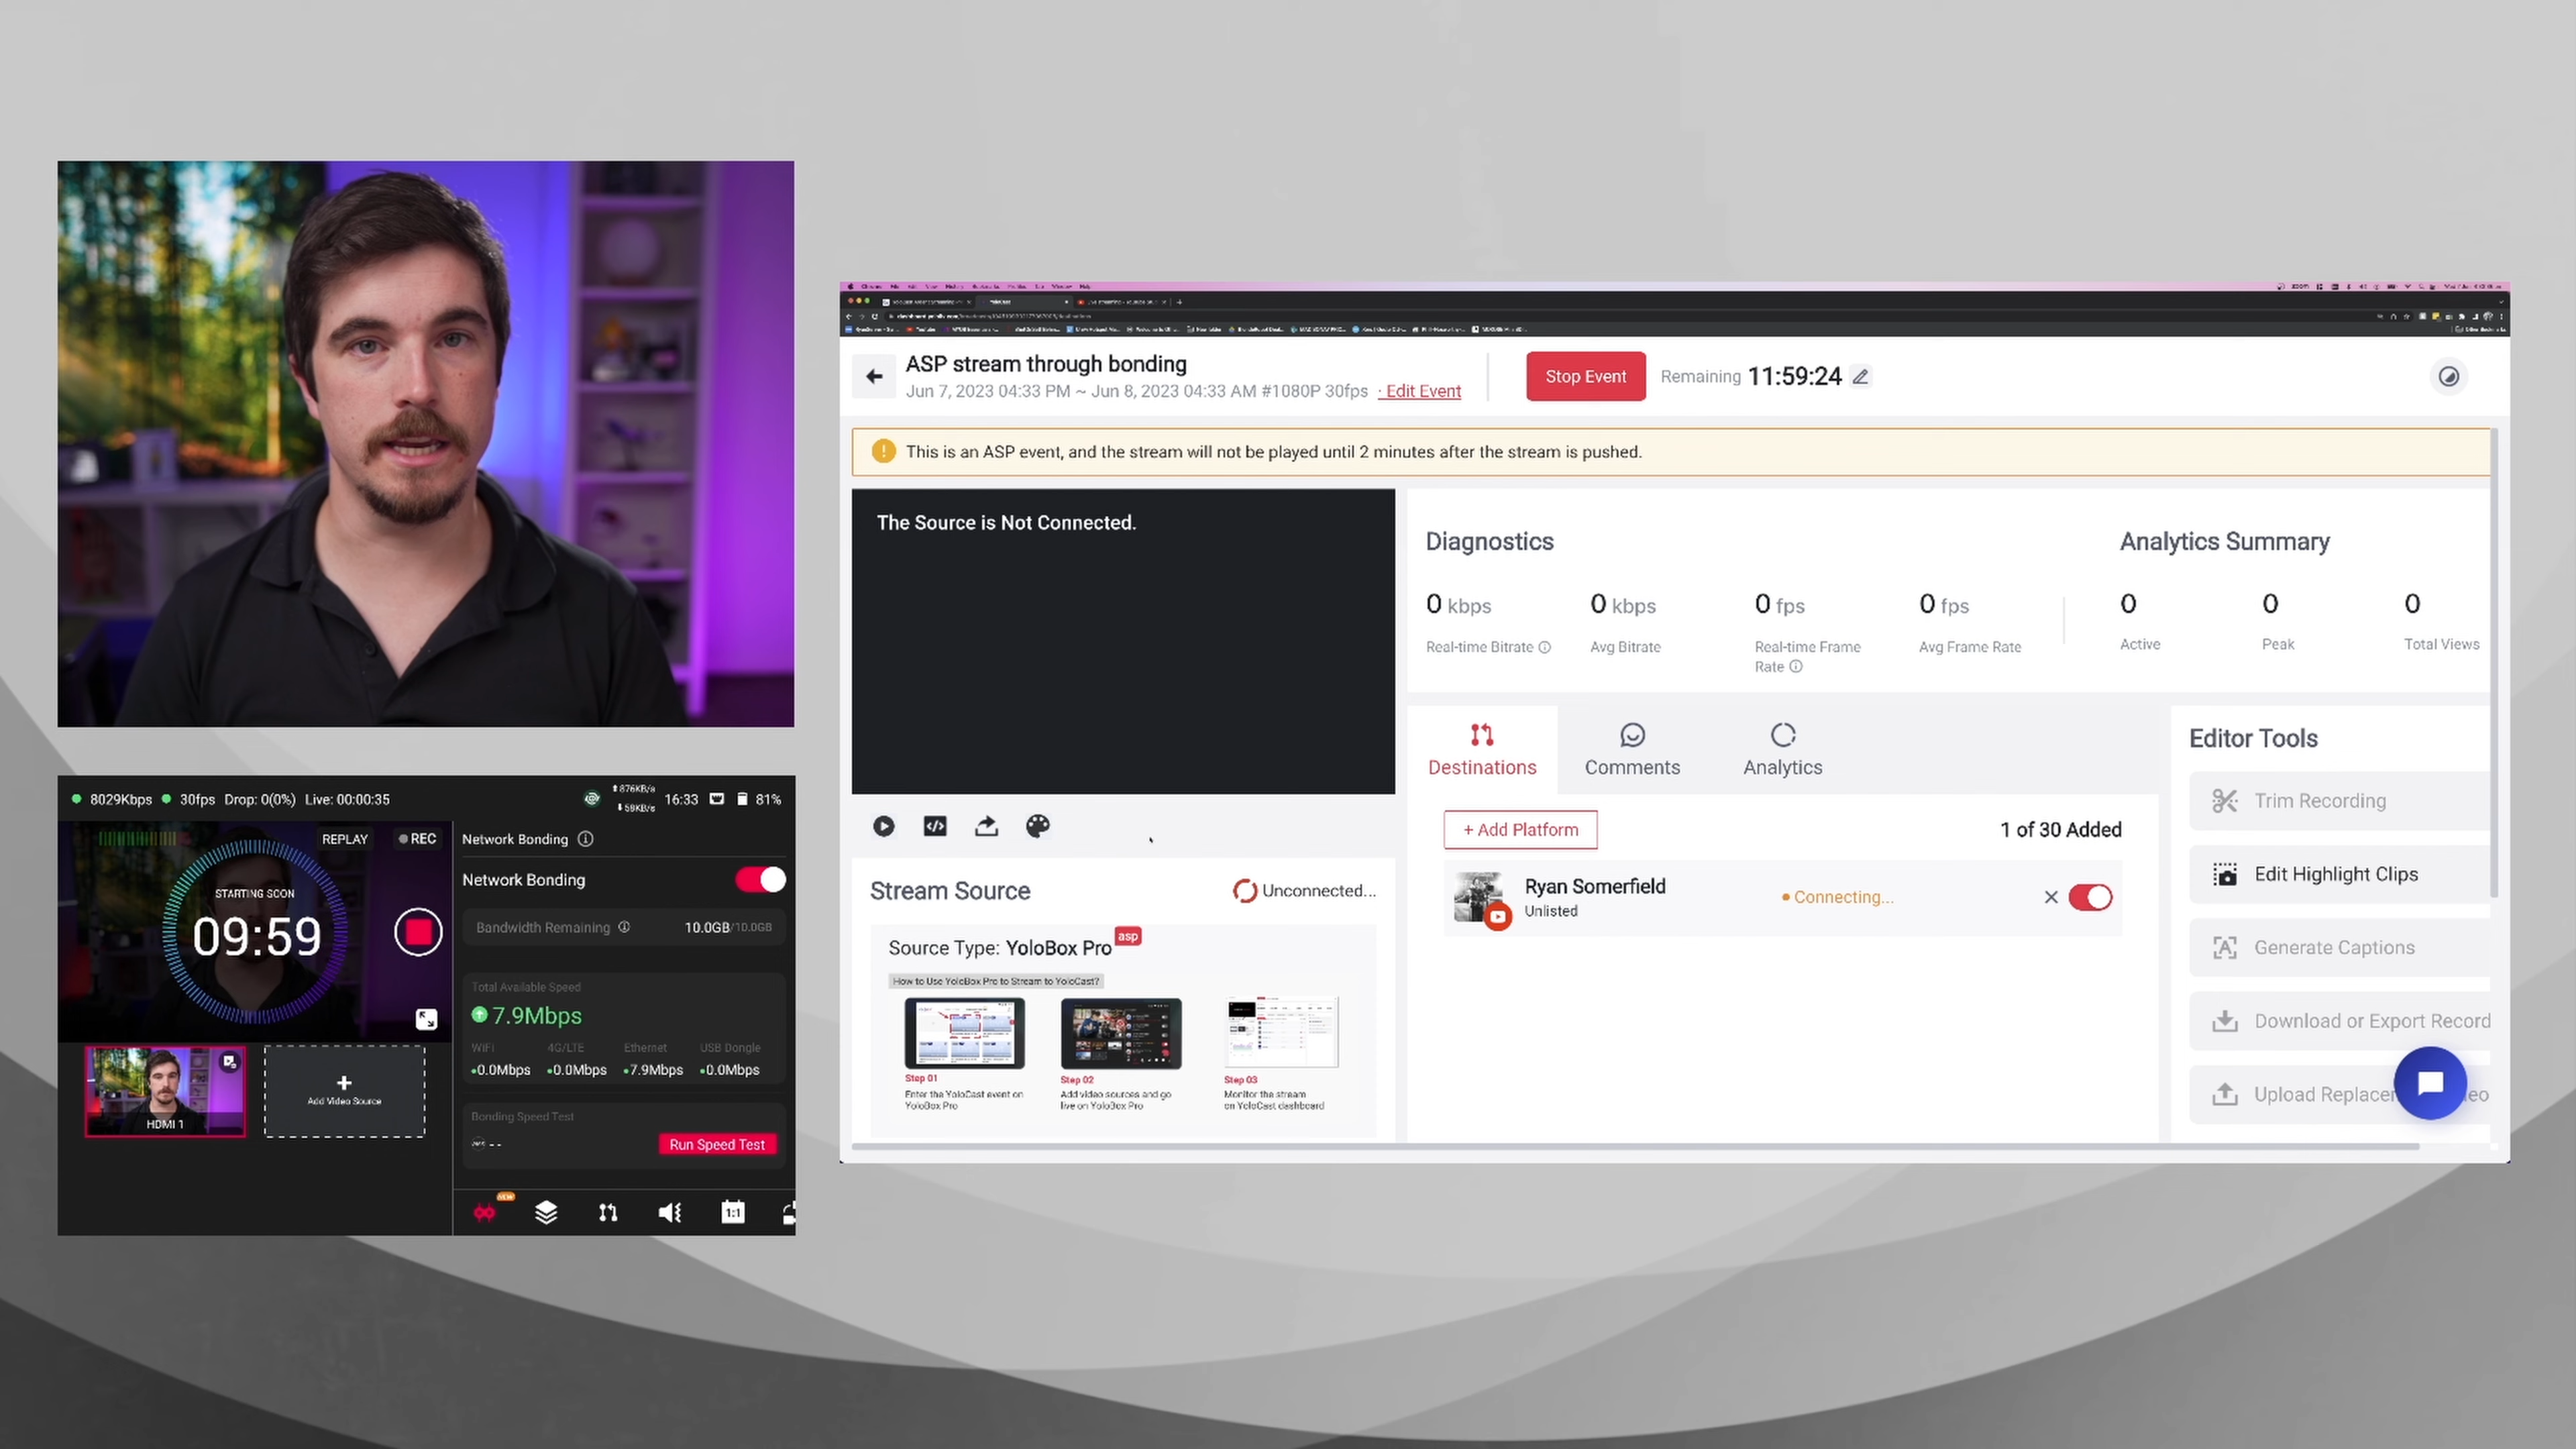 8029Kbps 30fps Drop: 0(0%) Live: 00:00:35
876KB/s
58KB/s
16:33
81%
REPLAY
REC
STARTING SOON
09:59
HDMI 1
+
Add Video Source
Network Bonding
Network Bonding
Bandwidth Remaining
10.0GB/10.0GB
Total Available Speed
7.9Mbps
WiFi 4G/LTE Ethernet USB Dongle
0.0Mbps 0.0Mbps 7.9Mbps 0.0Mbps
Bonding Speed Test
--
Run Speed Test
NEW
1:1
ASP stream through bonding
Jun 7, 2023 04:33 PM ~ Jun 8, 2023 04:33 AM #1080P 30fps · Edit Event
Stop Event
Remaining 11:59:24
This is an ASP event, and the stream will not be played until 2 minutes after the stream is pushed.
The Source is Not Connected.
Stream Source
Unconnected...
Source Type: YoloBox Pro asp
How to Use YoloBox Pro to Stream to YoloCast?
Step 01
Enter the YoloCast event on
YoloBox Pro
Step 02
Add video sources and go
live on YoloBox Pro
Step 03
Monitor the stream
on YoloCast dashboard
Diagnostics
0 kbps 0 kbps 0 fps 0 fps
Real-time Bitrate Avg Bitrate Real-time Frame Rate Avg Frame Rate
Analytics Summary
0 0 0
Active Peak Total Views
Destinations Comments Analytics
+ Add Platform
1 of 30 Added
Ryan Somerfield
Unlisted
Connecting...
Editor Tools
Trim Recording
Edit Highlight Clips
Generate Captions
Download or Export Record
Upload